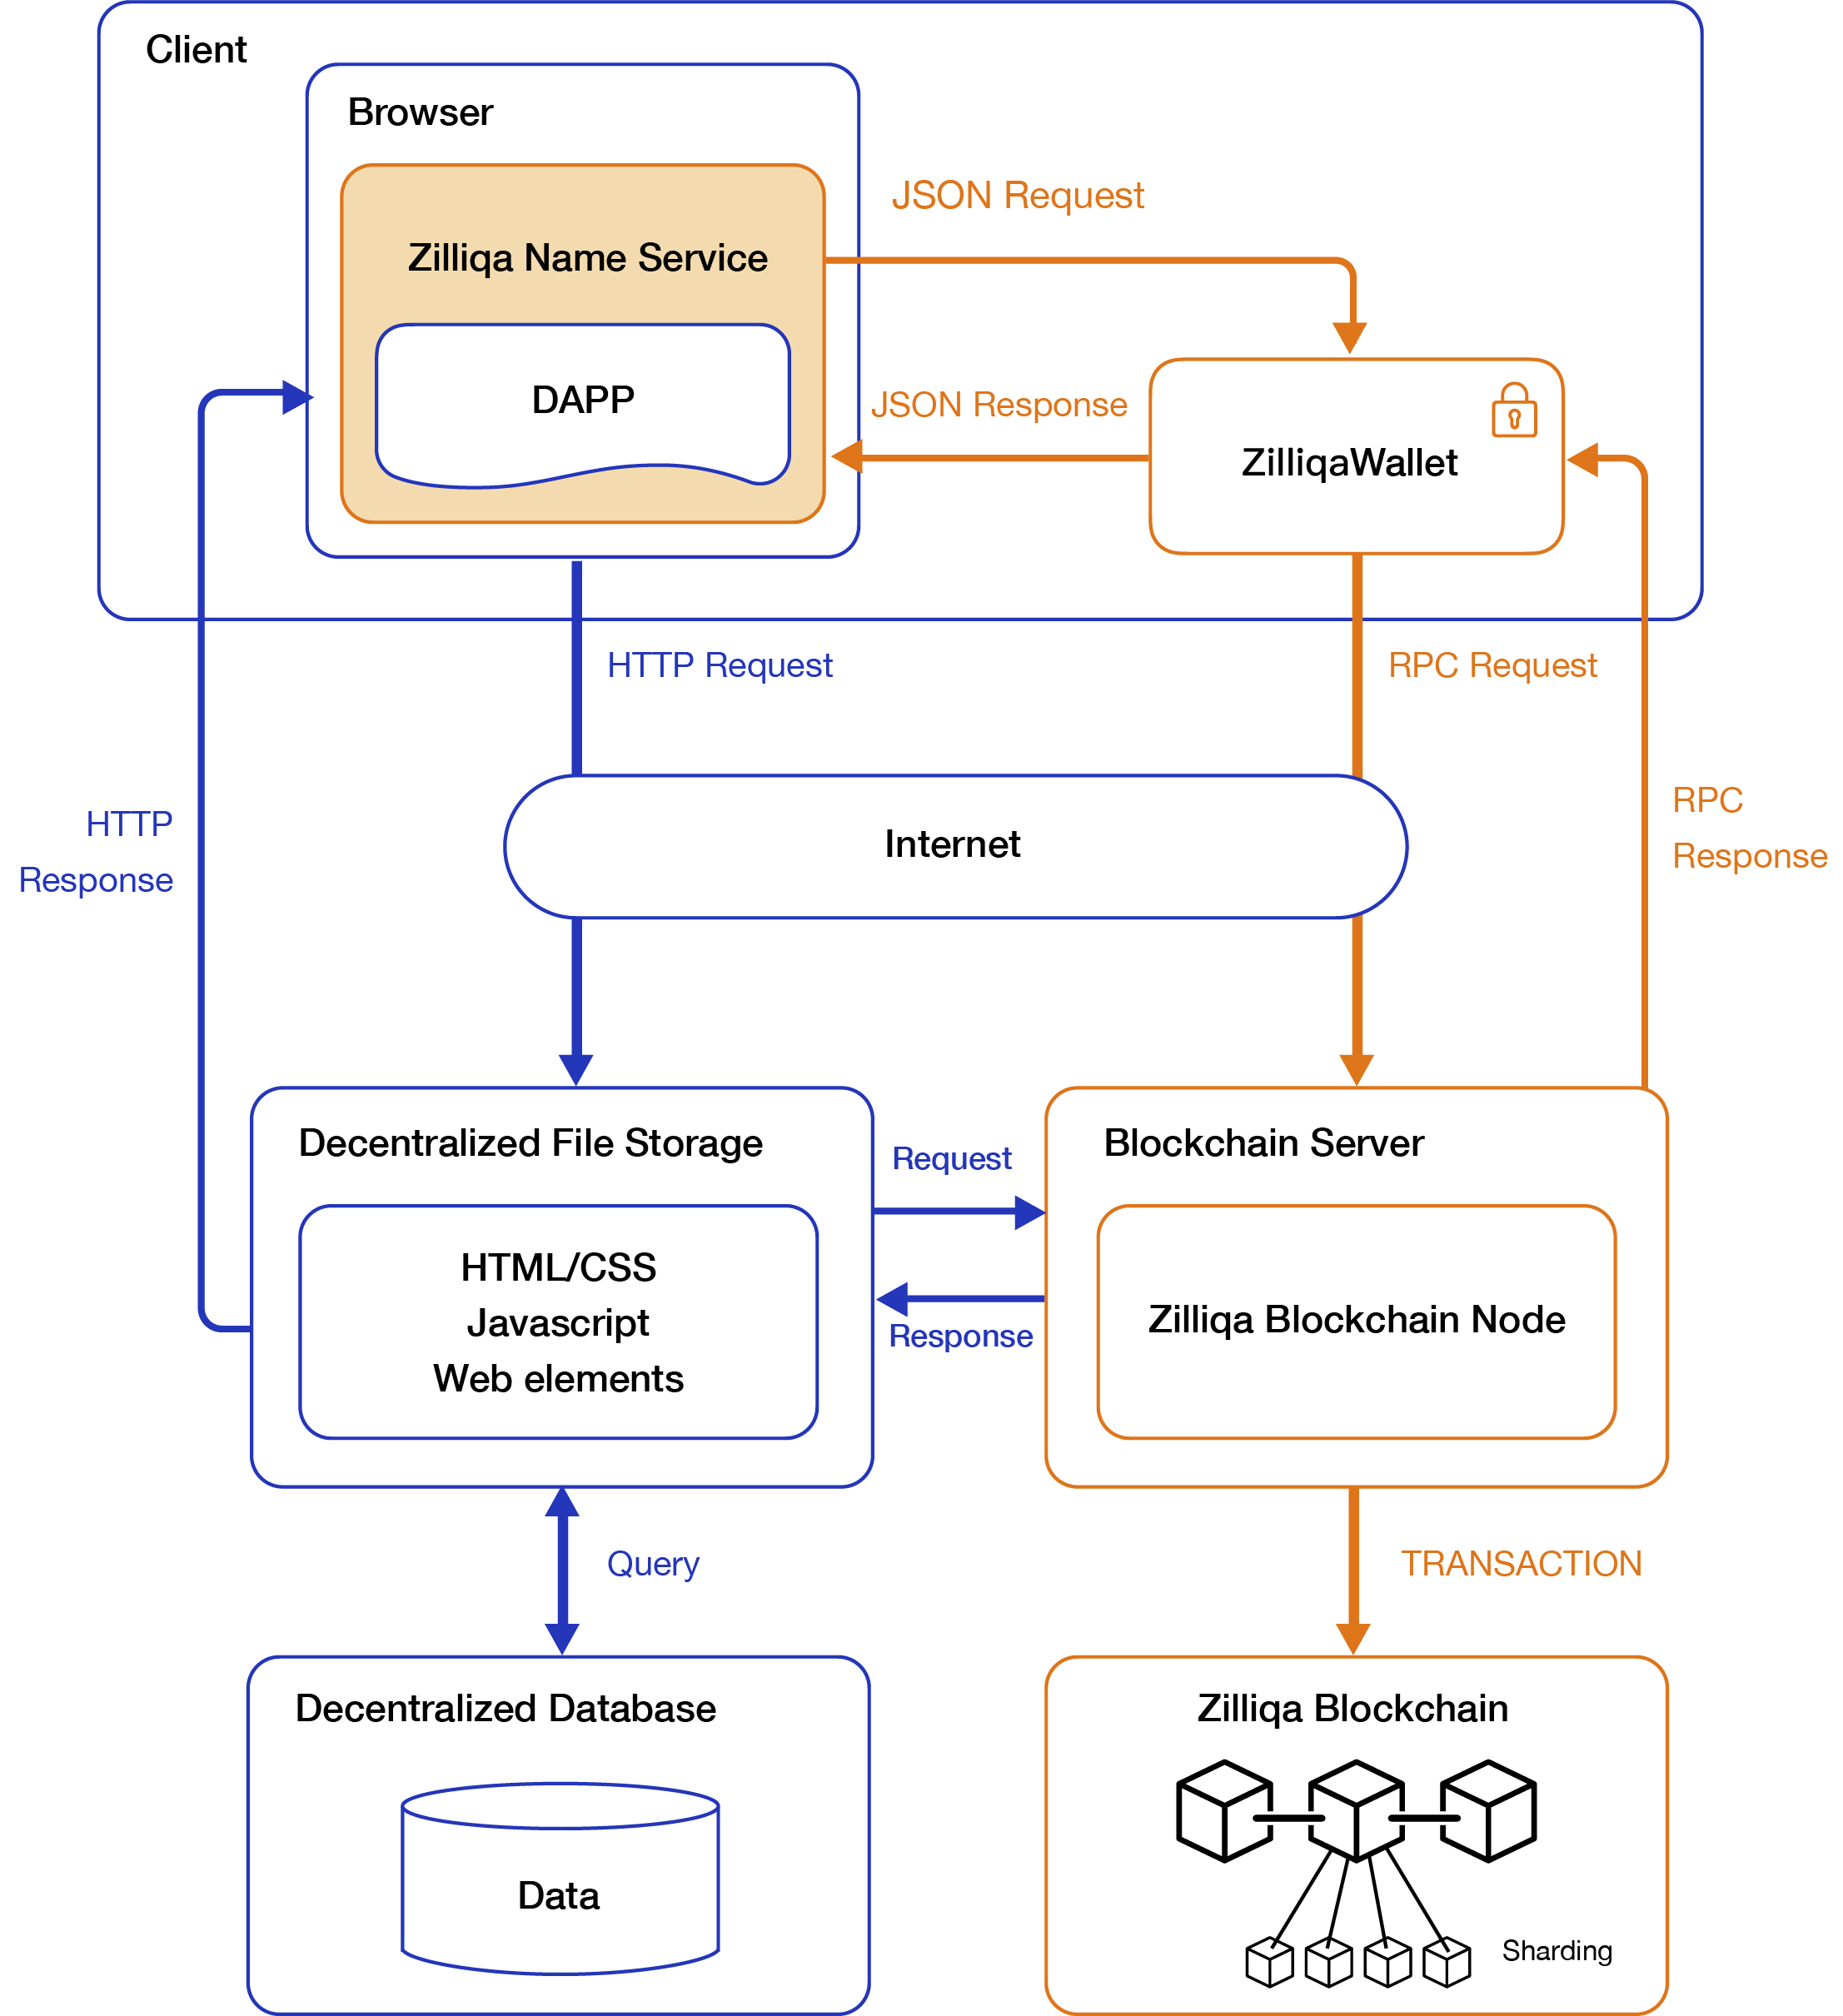 Client
Browser
Zilliqa Name Service
DAPP
JSON Request
JSON Response
ZilliqaWallet
HTTP Request
RPC Request
HTTP
Response
Internet
RPC
Response
Decentralized File Storage
HTML/CSS
Javascript
Web elements
Request
Response
Blockchain Server
Zilliqa Blockchain Node
Query
TRANSACTION
Decentralized Database
Data
Zilliqa Blockchain
Sharding